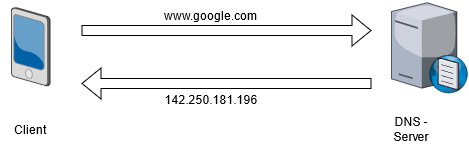 www.google.com
142.250.181.196
Client
DNS -
Server